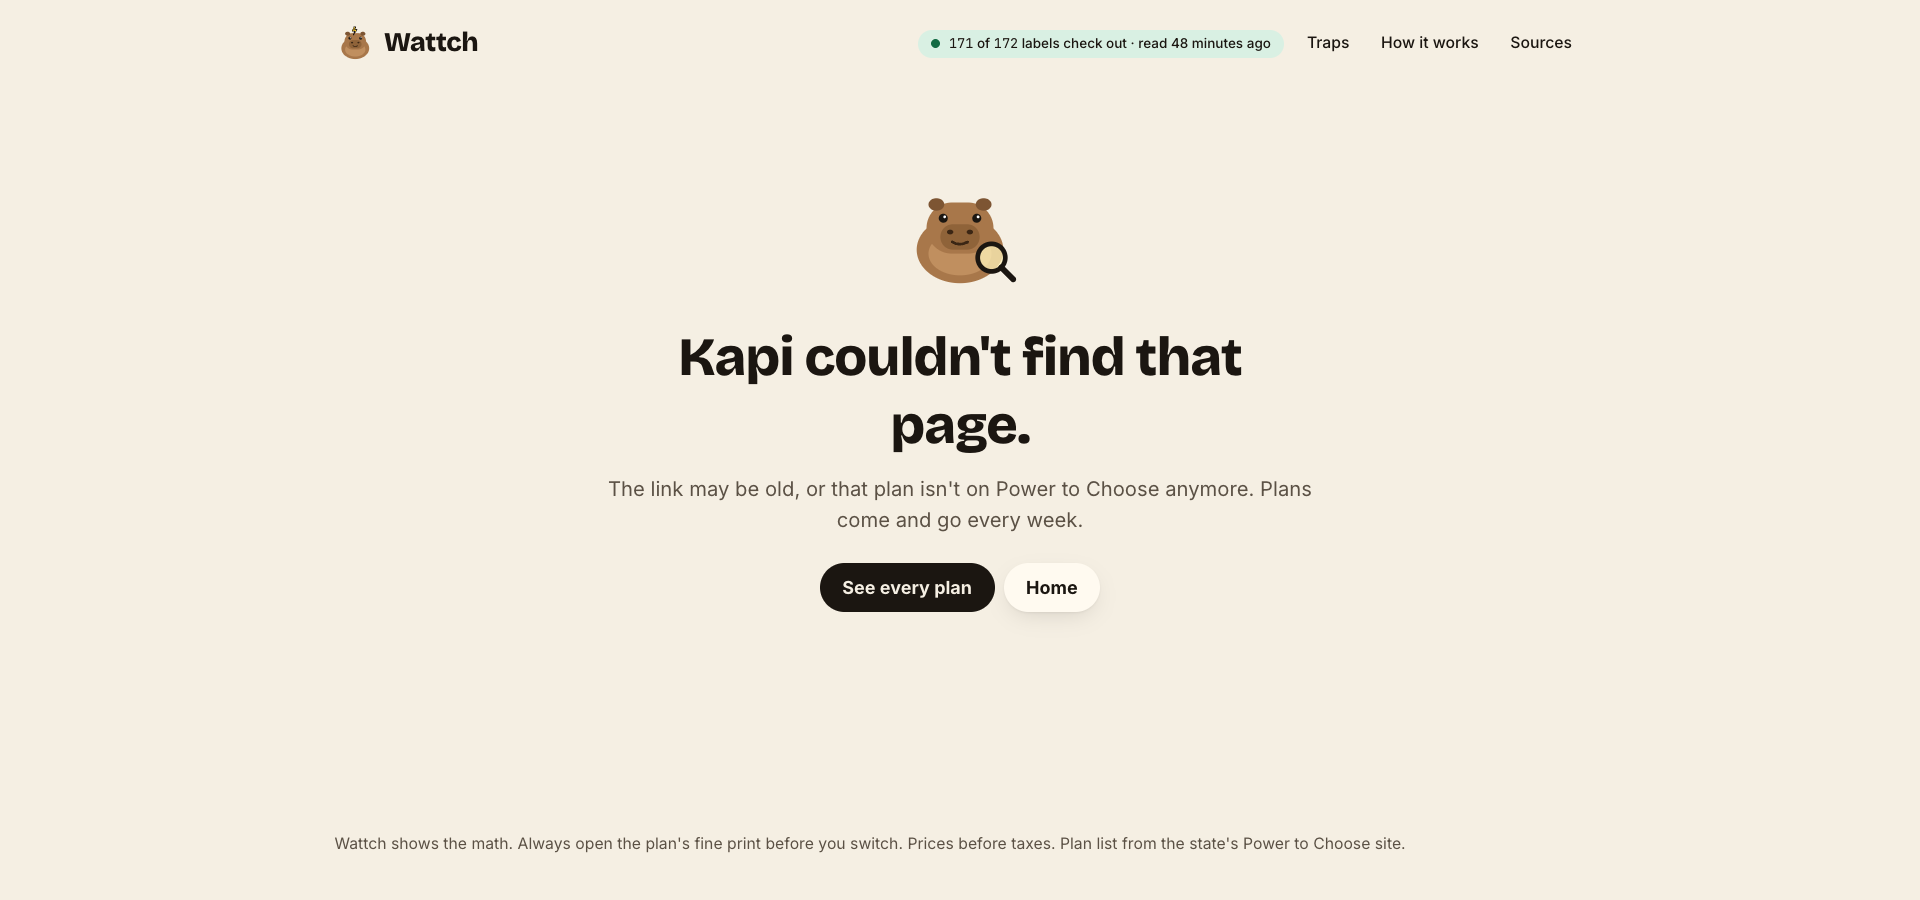 Wattch
171 of 172 labels check out · read 48 minutes ago
Traps
How it works
Sources
Kapi couldn't find that
page.
The link may be old, or that plan isn't on Power to Choose anymore. Plans
come and go every week.
See every plan
Home
Wattch shows the math. Always open the plan's fine print before you switch. Prices before taxes. Plan list from the state's Power to Choose site.